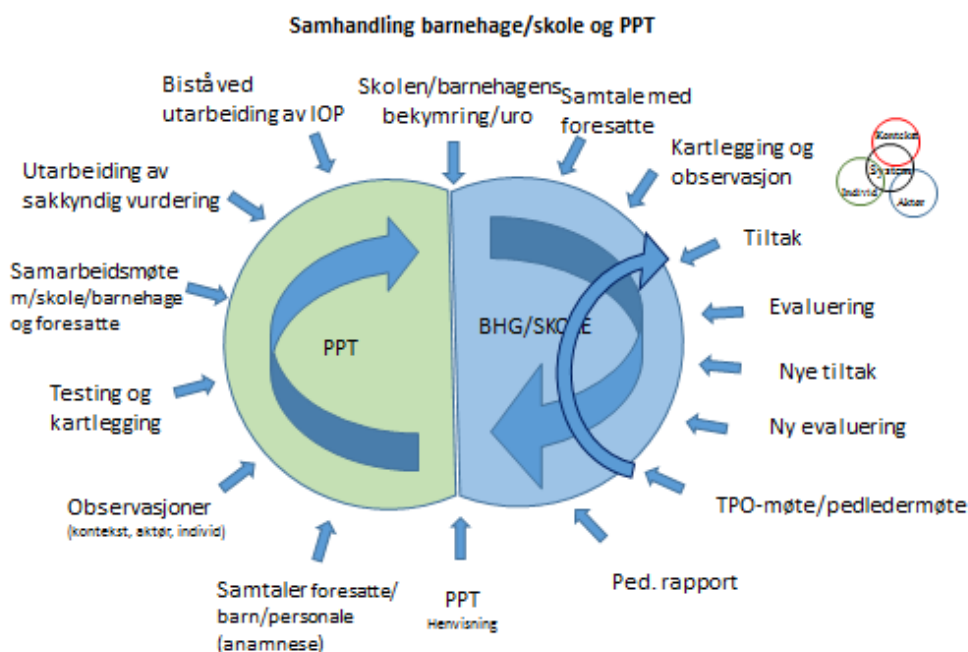 Samhandling barnehage/skole og PPT
Skolen/barnehagens
bekymring/uro
Samtale med
foresatte
Kartlegging og
observasjon
Kontekst
System
Individ
Aktør
Tiltak
Evaluering
Nye tiltak
Ny evaluering
TPO-møte/pedledermøte
Ped. rapport
PPT
Henvisning
Samtaler foresatte/
barn/personale
(anamnese)
Observasjoner
(kontekst, aktør, individ)
Testing og
kartlegging
Samarbeidsmøte
m/skole/barnehage
og foresatte
Utarbeiding av
sakkyndig vurdering
Bistå ved
utarbeiding av IOP
PPT
BHG/SKOLE